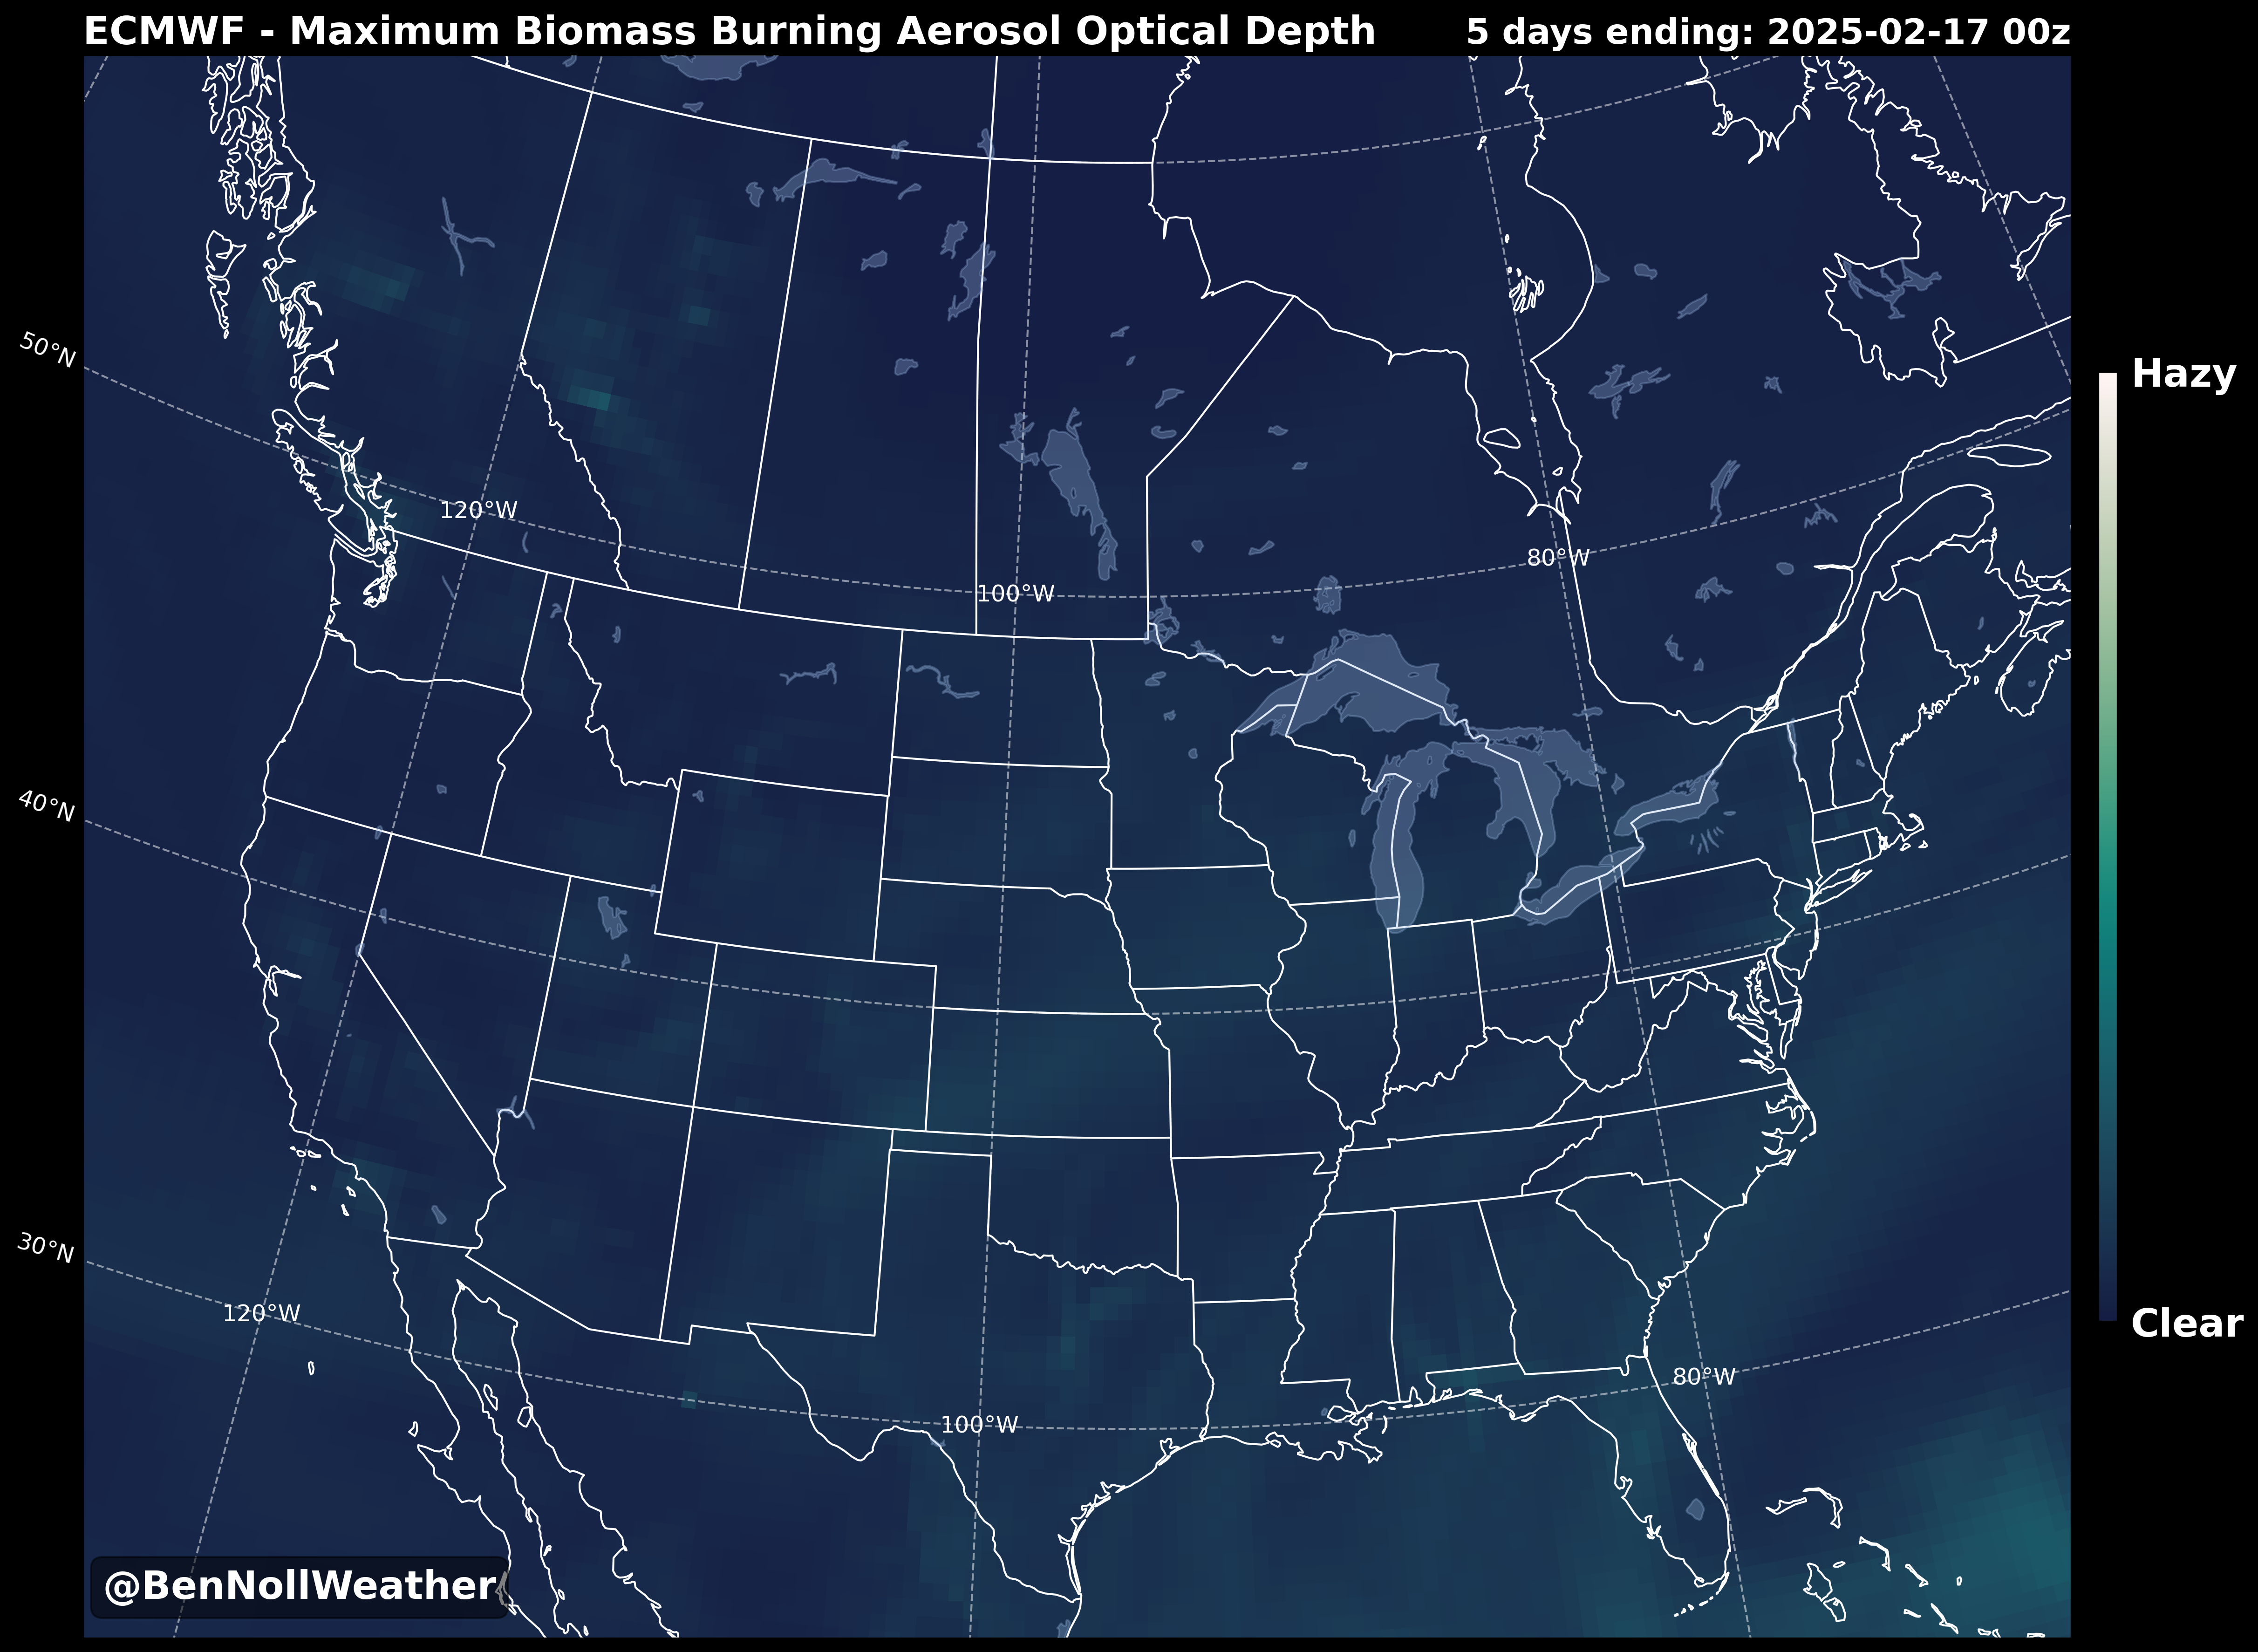 ECMWF - Maximum Biomass Burning Aerosol Optical Depth
5 days ending: 2025-02-17 00z
50°N
Hazy
120°W
80°W
100°W
40°N
30°N
120°W
Clear
80°W
100°W
@BenNollWeather